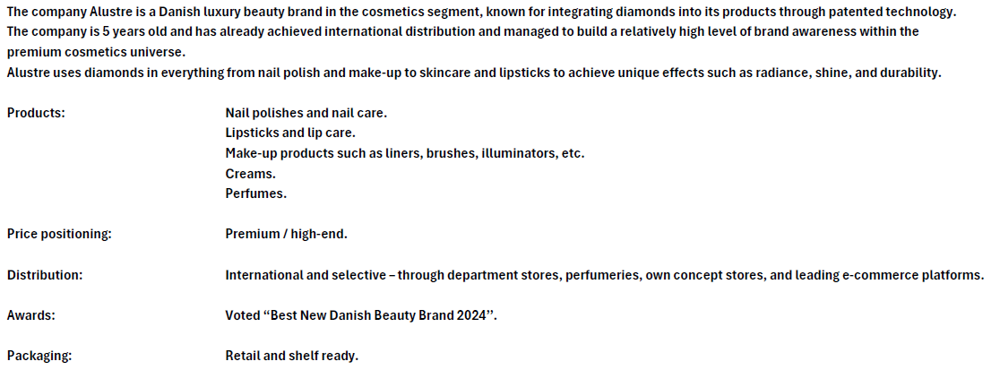 The company Alustre is a Danish luxury beauty brand in the cosmetics segment, known for integrating diamonds into its products through patented technology.
The company is 5 years old and has already achieved international distribution and managed to build a relatively high level of brand awareness within the
premium cosmetics universe.
Alustre uses diamonds in everything from nail polish and make-up to skincare and lipsticks to achieve unique effects such as radiance, shine, and durability.
Products: Nail polishes and nail care.
Lipsticks and lip care.
Make-up products such as liners, brushes, illuminators, etc.
Creams.
Perfumes.
Price positioning: Premium / high-end.
Distribution: International and selective – through department stores, perfumeries, own concept stores, and leading e-commerce platforms.
Awards: Voted “Best New Danish Beauty Brand 2024”.
Packaging: Retail and shelf ready.